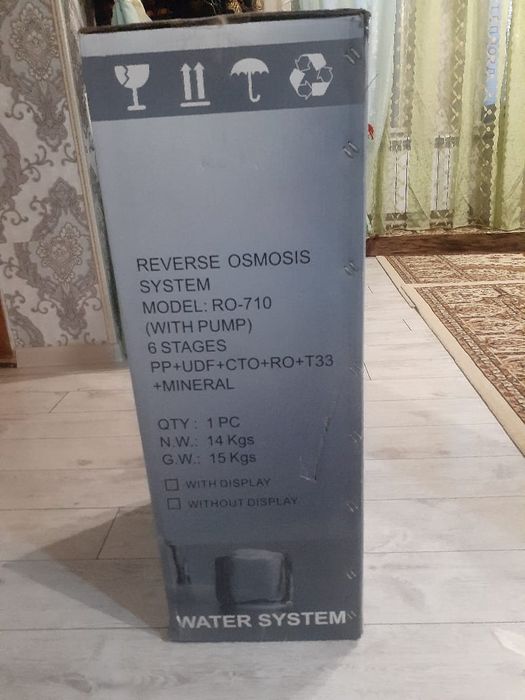 REVERSE OSMOSIS
SYSTEM
MODEL: RO-710
(WITH PUMP)
6 STAGES
PP+UDF+CTO+RO+T33
+MINERAL
QTY : 1 PC
N.W.: 14 Kgs
G.W.: 15 Kgs
WITH DISPLAY
WITHOUT DISPLAY
WATER SYSTEM